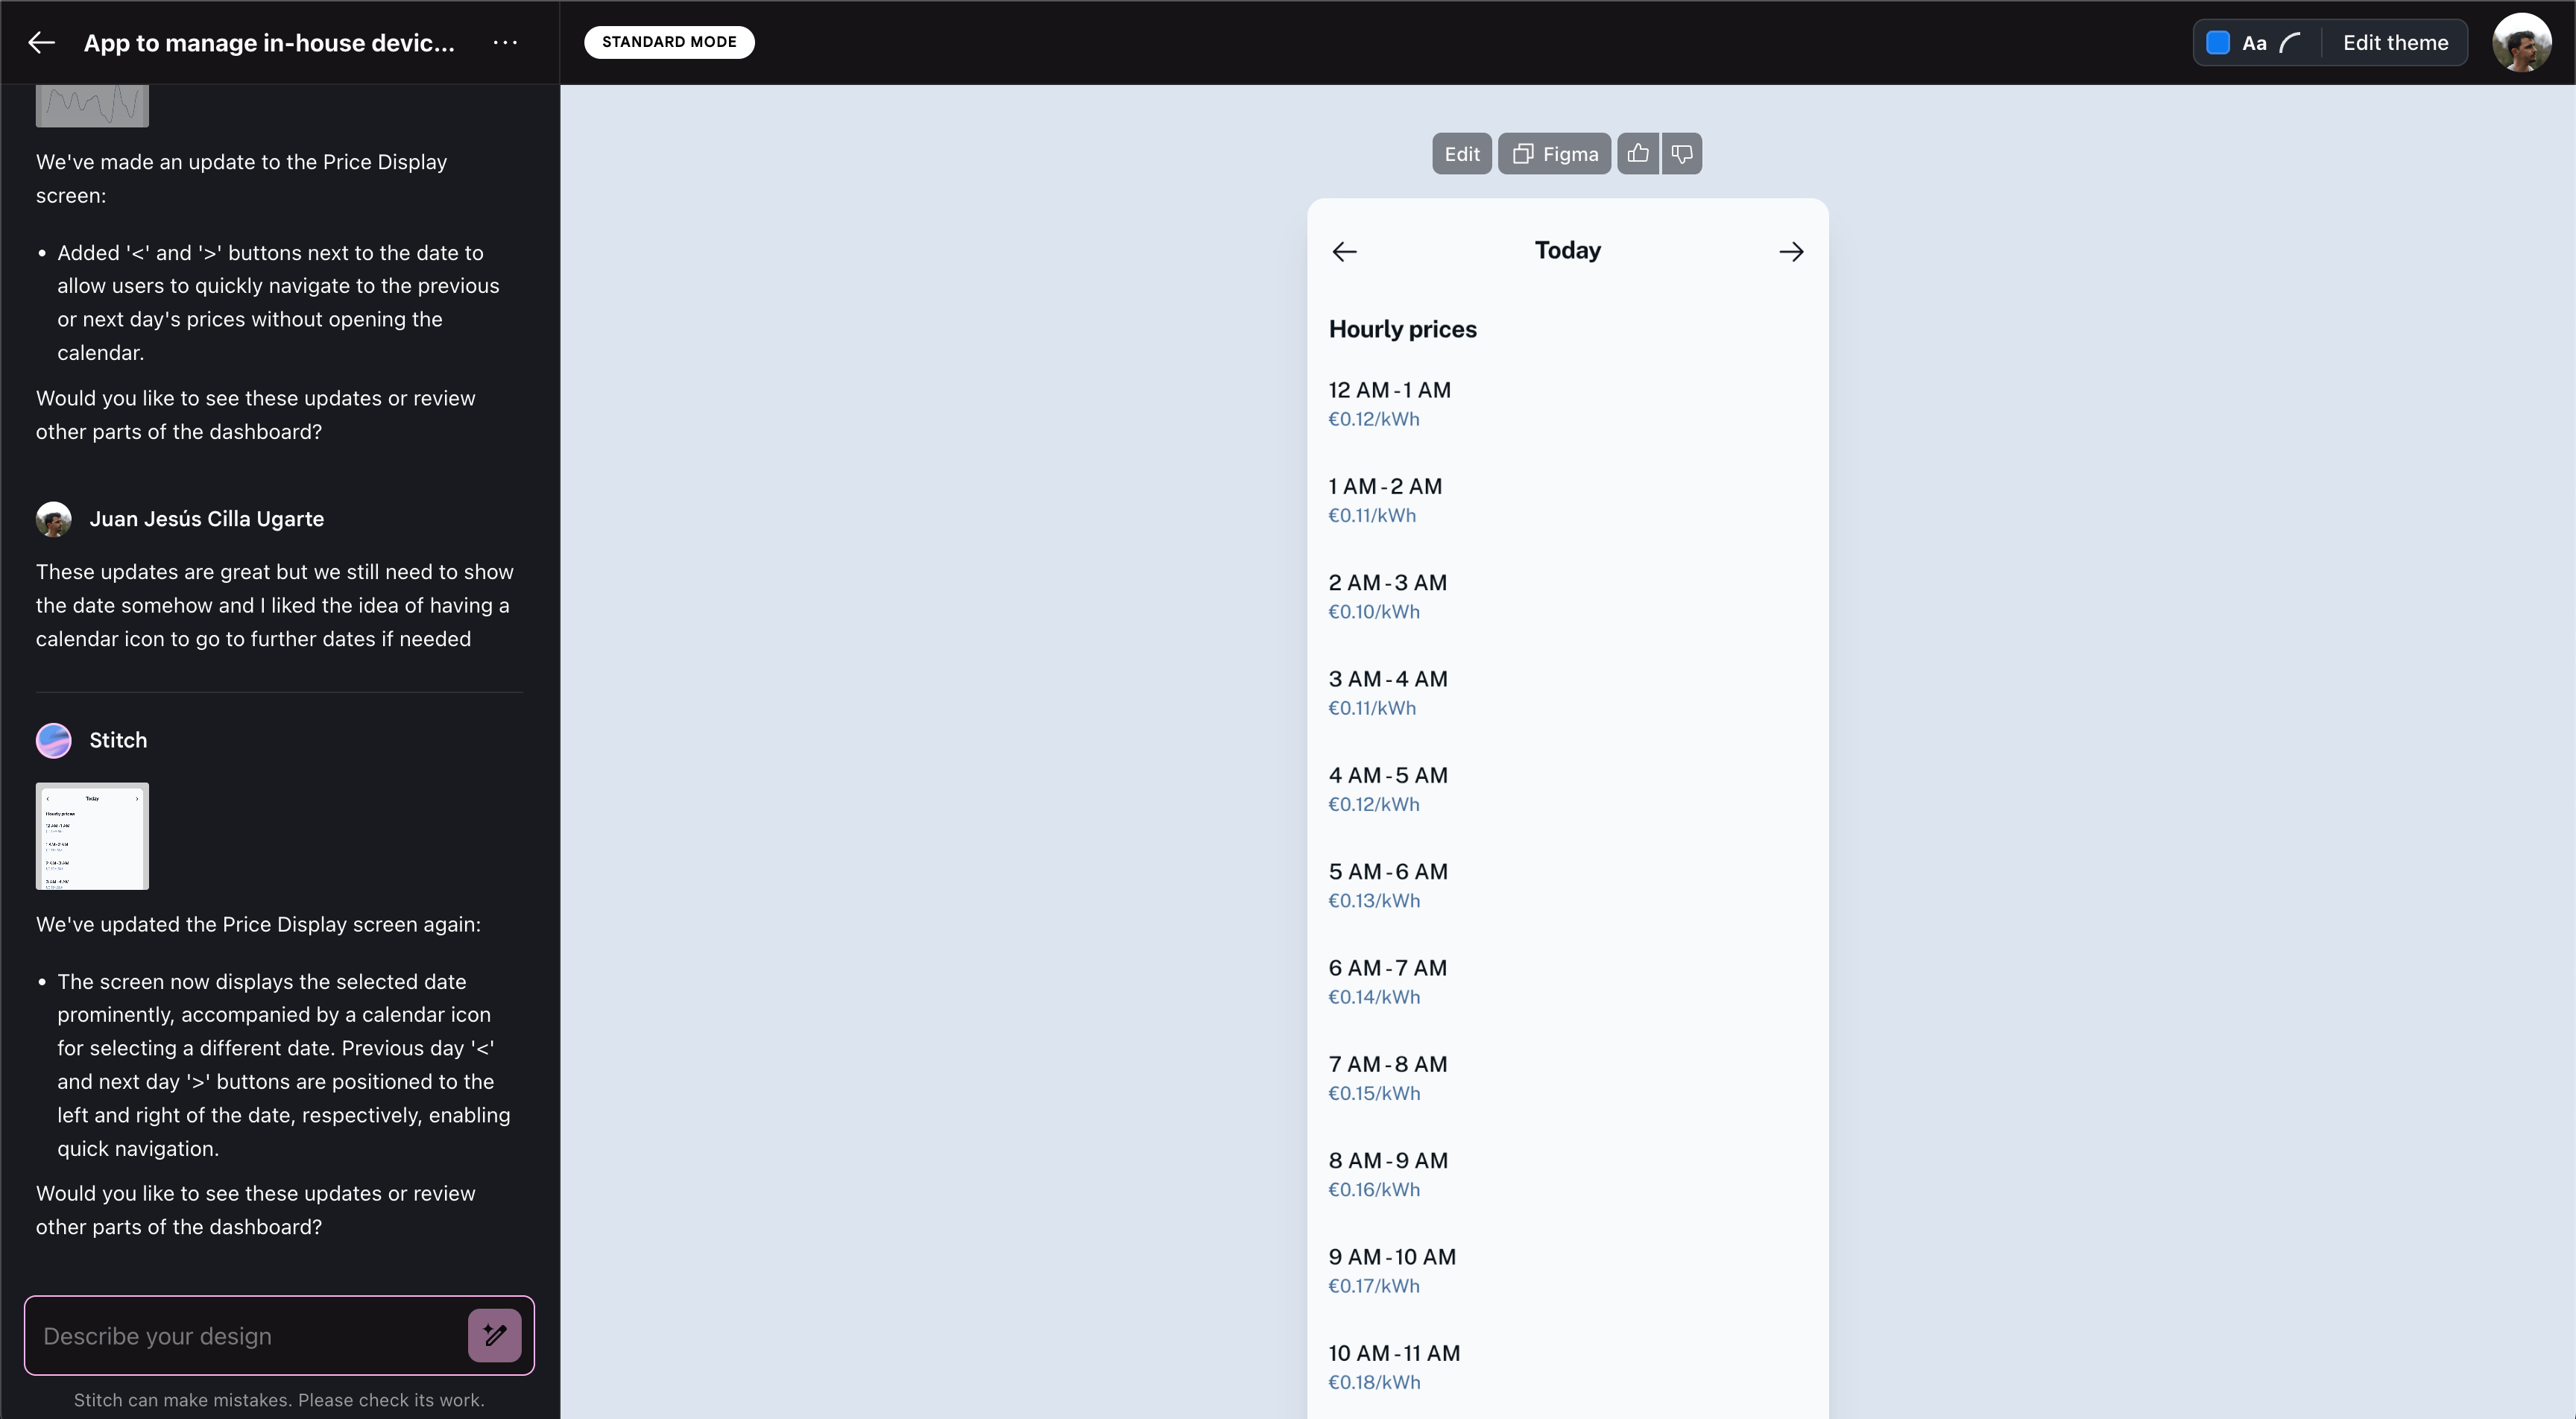 App to manage in-house devic...
STANDARD MODE
Aa
Edit theme
We've made an update to the Price Display
screen:
• Added '<' and '>' buttons next to the date to
allow users to quickly navigate to the previous
or next day's prices without opening the
calendar.
Would you like to see these updates or review
other parts of the dashboard?
Juan Jesús Cilla Ugarte
These updates are great but we still need to show
the date somehow and I liked the idea of having a
calendar icon to go to further dates if needed
Stitch
Today
Hourly prices
We've updated the Price Display screen again:
• The screen now displays the selected date
prominently, accompanied by a calendar icon
for selecting a different date. Previous day '<'
and next day '>' buttons are positioned to the
left and right of the date, respectively, enabling
quick navigation.
Would you like to see these updates or review
other parts of the dashboard?
Describe your design
Stitch can make mistakes. Please check its work.
Edit
Figma
Today
Hourly prices
12 AM - 1 AM
€0.12/kWh
1 AM - 2 AM
€0.11/kWh
2 AM - 3 AM
€0.10/kWh
3 AM - 4 AM
€0.11/kWh
4 AM - 5 AM
€0.12/kWh
5 AM - 6 AM
€0.13/kWh
6 AM - 7 AM
€0.14/kWh
7 AM - 8 AM
€0.15/kWh
8 AM - 9 AM
€0.16/kWh
9 AM - 10 AM
€0.17/kWh
10 AM - 11 AM
€0.18/kWh